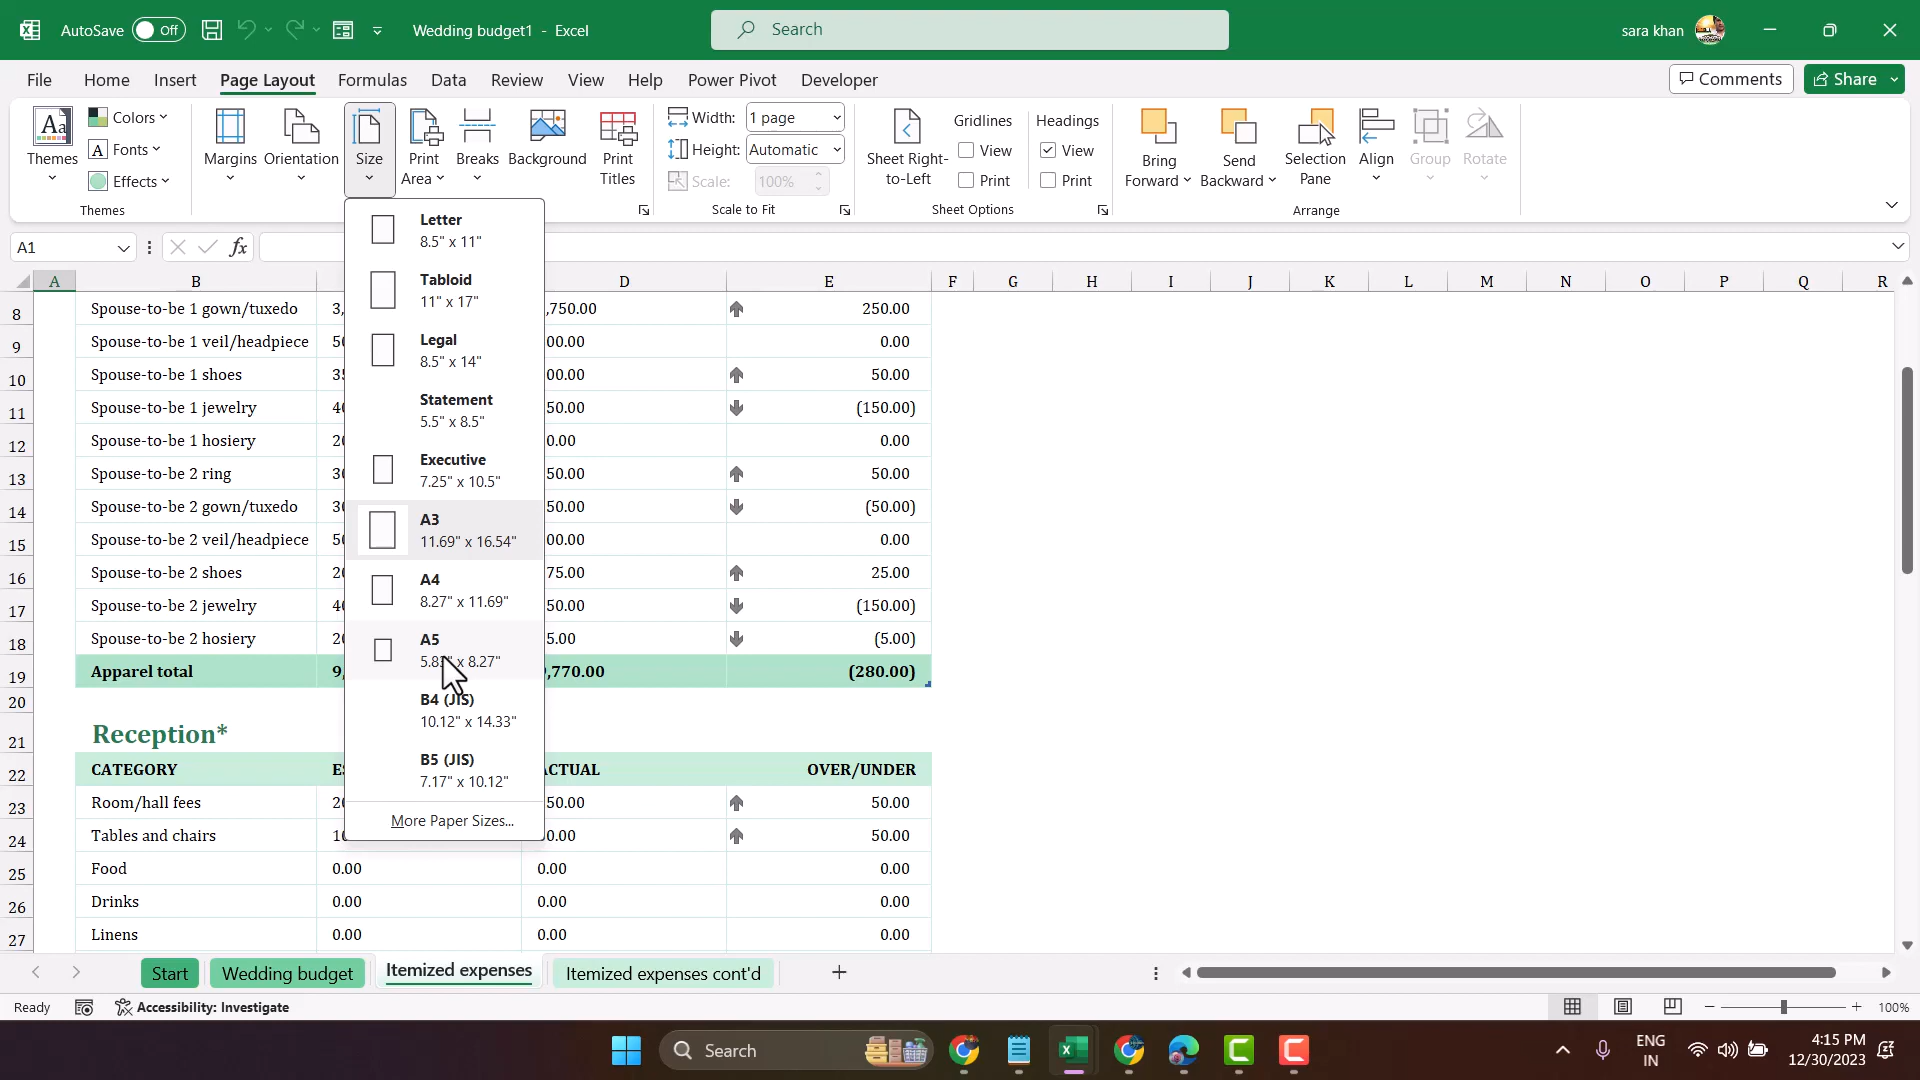 AutoSave Off Wedding budget1 - Excel Search sara khan
File Home Insert Page Layout Formulas Data Review View Help Power Pivot Developer Comments Share
Themes Colors Fonts Effects
Themes
Margins Orientation Size Print Area Breaks Background Print Titles
Width: 1 page
Height: Automatic
Scale: 100%
Scale to Fit
Sheet Right-to-Left
Gridlines View Print
Headings View Print
Sheet Options
Bring Forward Send Backward Selection Pane Align Group Rotate
Arrange
A1 fx
Letter
8.5" x 11"
Tabloid
11" x 17"
Legal
8.5" x 14"
Statement
5.5" x 8.5"
Executive
7.25" x 10.5"
A3
11.69" x 16.54"
A4
8.27" x 11.69"
A5
x 8.27"
B4 (JIS)
10.12" x 14.33"
B5 (JIS)
7.17" x 10.12"
More Paper Sizes...
A B D E F G H I J K L M N O P Q R
8 Spouse-to-be 1 gown/tuxedo 3, ,750.00 250.00
9 Spouse-to-be 1 veil/headpiece 50 00.00 0.00
10 Spouse-to-be 1 shoes 35 00.00 50.00
11 Spouse-to-be 1 jewelry 40 50.00 (150.00)
12 Spouse-to-be 1 hosiery 20 0.00 0.00
13 Spouse-to-be 2 ring 30 50.00 50.00
14 Spouse-to-be 2 gown/tuxedo 30 50.00 (50.00)
15 Spouse-to-be 2 veil/headpiece 50 00.00 0.00
16 Spouse-to-be 2 shoes 20 75.00 25.00
17 Spouse-to-be 2 jewelry 40 50.00 (150.00)
18 Spouse-to-be 2 hosiery 20 5.00 (5.00)
19 Apparel total 9, ,770.00 (280.00)
20
21 Reception*
22 CATEGORY ES CTUAL OVER/UNDER
23 Room/hall fees 20 50.00 50.00
24 Tables and chairs 10 0.00 50.00
25 Food 0.00 0.00 0.00
26 Drinks 0.00 0.00 0.00
27 Linens 0.00 0.00 0.00
Start Wedding budget Itemized expenses Itemized expenses cont'd
Ready Accessibility: Investigate 100%
Search ENG IN 4:15 PM 12/30/2023